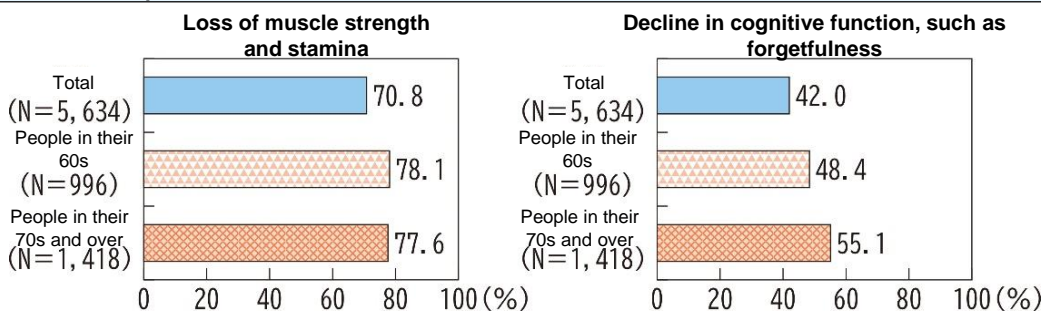 Loss of muscle strength
and stamina
Total
(N=5,634)
70.8
People in their
60s
(N=996)
78.1
People in their
70s and over
(N=1,418)
77.6
0 20 40 60 80 100 (%)
Decline in cognitive function, such as
forgetfulness
Total
(N=5,634)
42.0
People in their
60s
(N=996)
48.4
People in their
70s and over
(N=1,418)
55.1
0 20 40 60 80 100 (%)